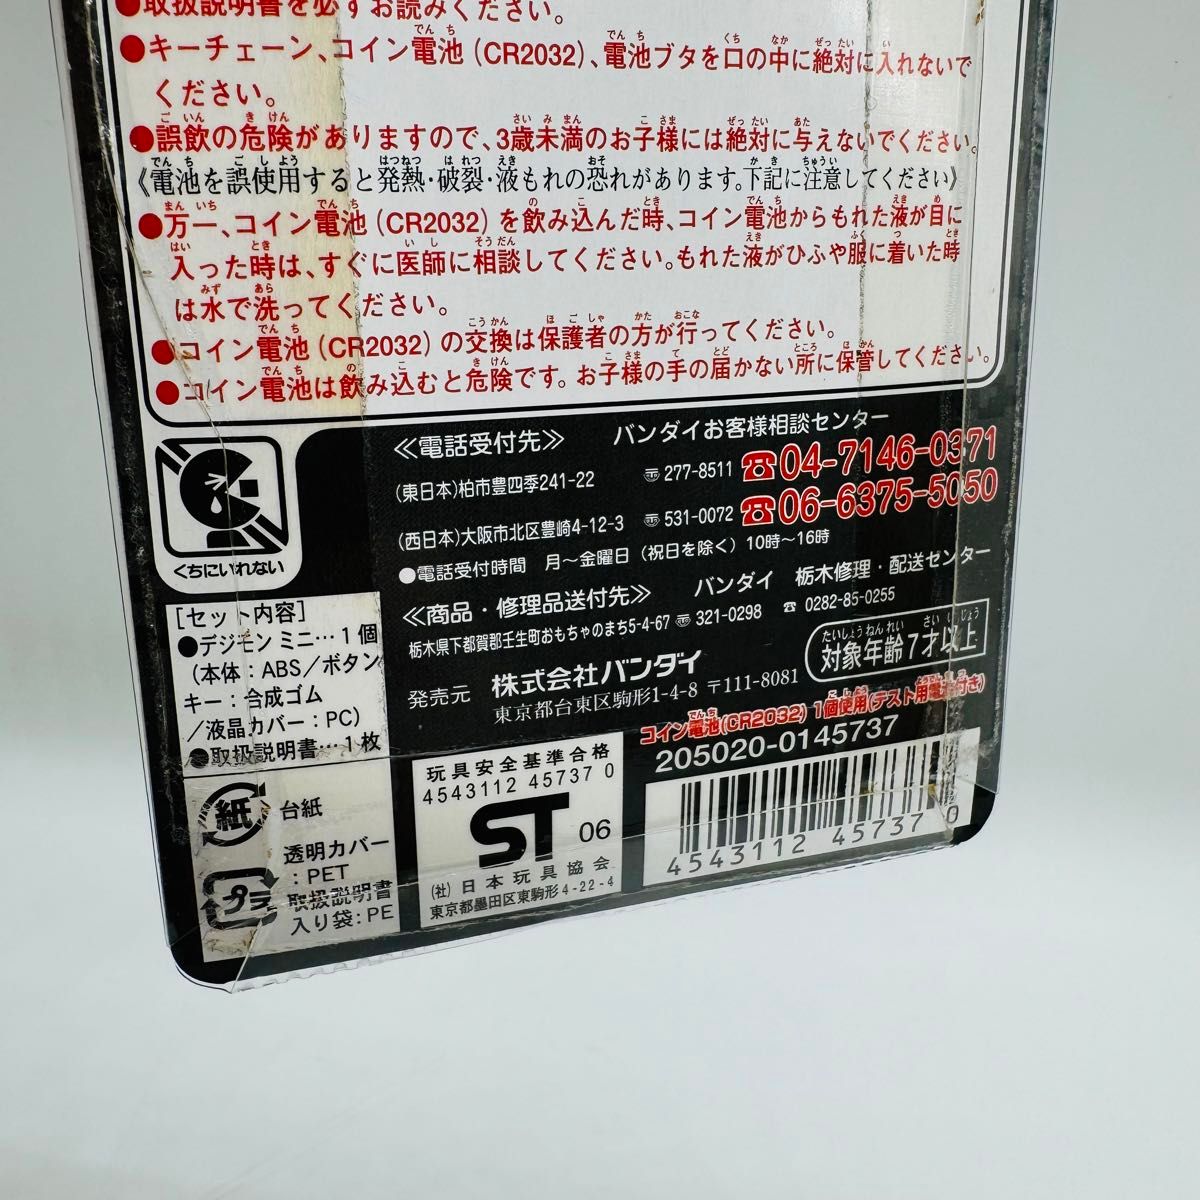 ●取扱説明書を必ずお読みください。
●キーチェーン、コイン電池(CR2032)、電池ブタを口の中に絶対に入れないで
ください。
●誤飲の危険がありますので、3歳未満のお子様には絶対に与えないでください。
《電池を誤使用すると発熱・破裂・液もれの恐れがあります。下記に注意してください》
●万一、コイン電池(CR2032)を飲み込んだ時、コイン電池からもれた液が目に
入った時は、すぐに医師に相談してください。もれた液がひふや服に着いた時
は水で洗ってください。
●コイン電池(CR2032)の交換は保護者の方が行ってください。
●コイン電池は飲み込むと危険です。お子様の手の届かない所に保管してください。
くちにいれない
≪電話受付先≫ バンダイお客様相談センター
(東日本)柏市豊四季241-22 〒277-8511 ☎04-7146-0371
(西日本)大阪市北区豊崎4-12-3 〒531-0072 ☎06-6375-5050
●電話受付時間 月〜金曜日(祝日を除く)10時〜16時
≪商品・修理品送付先≫ バンダイ 栃木修理・配送センター
栃木県下都賀郡壬生町おもちゃのまち5-4-67 〒321-0298 ☎ 0282-85-0255
発売元 株式会社バンダイ
東京都台東区駒形1-4-8 〒111-8081
対象年齢7才以上
コイン電池(CR2032)1個使用(テスト用電池付き)
205020-0145737
[セット内容]
●デジモン ミニ…1個
(本体:ABS/ボタン
キー:合成ゴム
/液晶カバー:PC)
●取扱説明書…1枚
紙 台紙
プラ 透明カバー
:PET
取扱説明書
入り袋:PE
玩具安全基準合格
4543112 45737 0
ST 06
(社)日本玩具協会
東京都墨田区東駒形4-22-4
4543112 457370